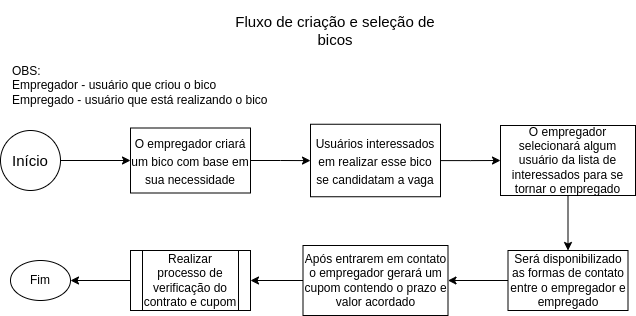 Fluxo de criação e seleção de
bicos
OBS:
Empregador - usuário que criou o bico
Empregado - usuário que está realizando o bico
Início
O empregador criará
um bico com base em
sua necessidade
Usuários interessados
em realizar esse bico
se candidatam a vaga
O empregador
selecionará algum
usuário da lista de
interessados para se
tornar o empregado
Será disponibilizado
as formas de contato
entre o empregador e
empregado
Após entrarem em contato
o empregador gerará um
cupom contendo o prazo e
valor acordado
Realizar
processo de
verificação do
contrato e cupom
Fim